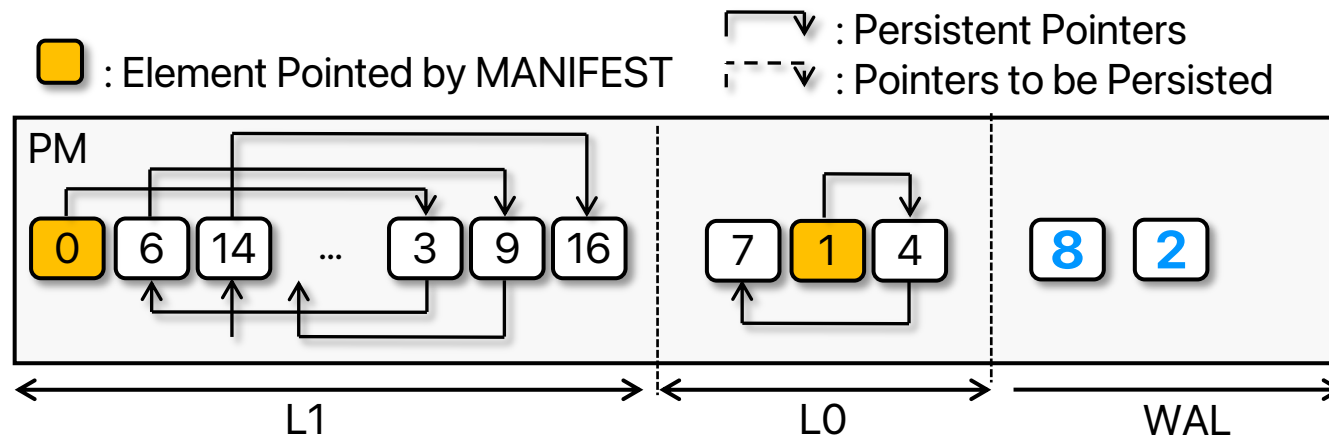 : Element Pointed by MANIFEST
: Persistent Pointers
: Pointers to be Persisted
PM
0 6 14 ... 3 9 16 7 1 4 8 2
L1 L0 WAL